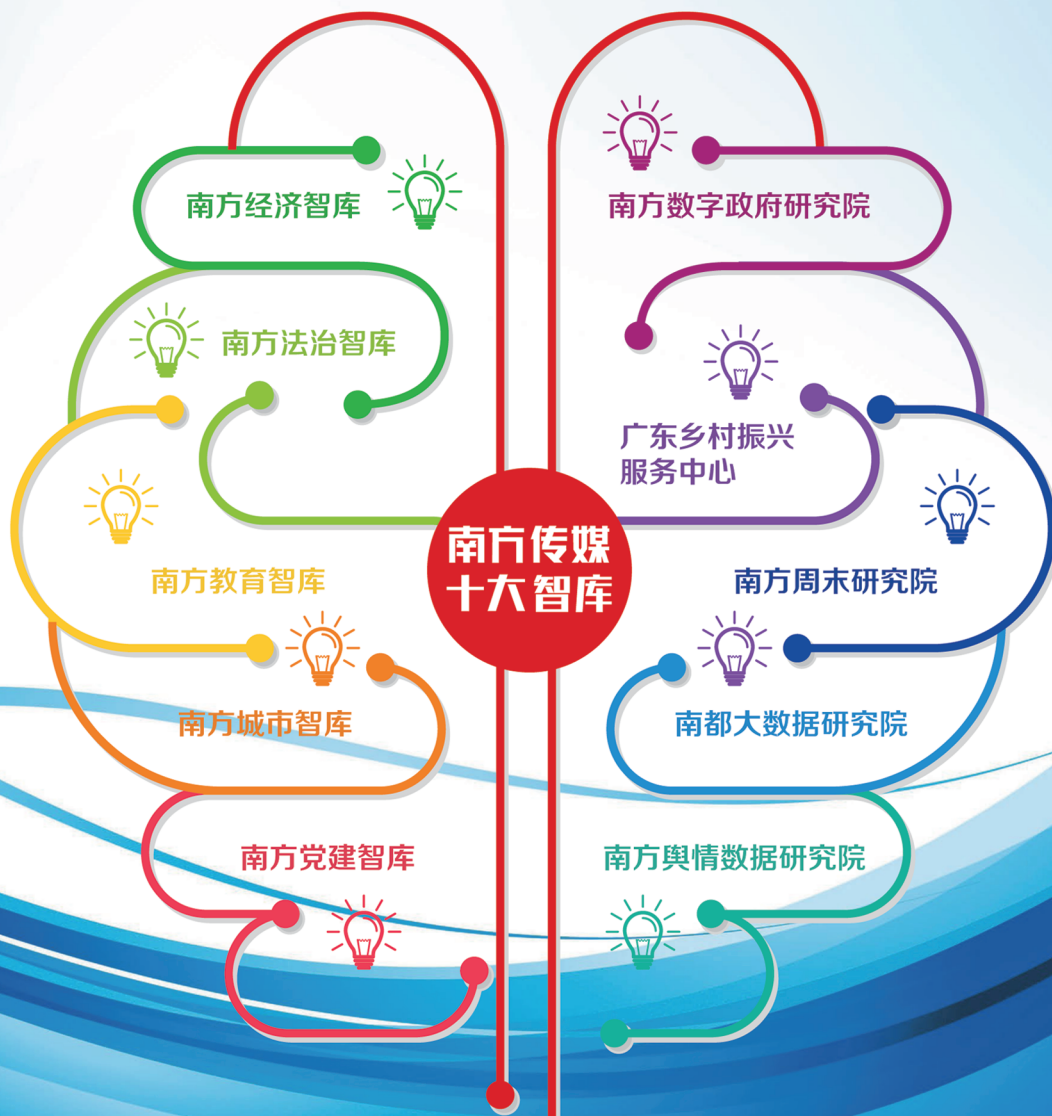 南方经济智库
南方法治智库
南方教育智库
南方城市智库
南方党建智库
南方传媒
十大智库
南方数字政府研究院
广东乡村振兴
服务中心
南方周末研究院
南都大数据研究院
南方舆情数据研究院